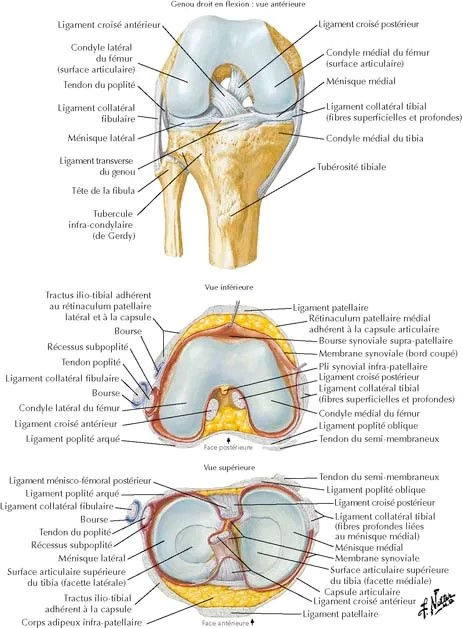 Genou droit en flexion : vue antérieure
Ligament croisé antérieur
Condyle latéral
du fémur
(surface articulaire)
Tendon du poplité
Ligament collatéral
fibulaire
Ménisque latéral
Ligament transverse
du genou
Tête de la fibula
Tubercule
infra-condylaire
(de Gerdy)
Ligament croisé postérieur
Condyle médial du fémur
(surface articulaire)
Ménisque médial
Ligament collatéral tibial
(fibres superficielles et profondes)
Condyle médial du tibia
Tubérosité tibiale
Vue inférieure
Tractus ilio-tibial adhérent
au rétinaculum patellaire
latéral et à la capsule
Bourse
Récessus subpoplité
Tendon poplité
Ligament collatéral fibulaire
Bourse
Condyle latéral du fémur
Ligament croisé antérieur
Ligament poplité arqué
Ligament patellaire
Rétinaculum patellaire médial
adhérent à la capsule articulaire
Bourse synoviale supra-patellaire
Membrane synoviale (bord coupé)
Pli synovial infra-patellaire
Ligament croisé postérieur
Ligament collatéral tibial
(fibres superficielles et profondes)
Condyle médial du fémur
Ligament poplité oblique
Tendon du semi-membraneux
Face postérieure
Vue supérieure
Ligament ménisco-fémoral postérieur
Ligament poplité arqué
Ligament collatéral fibulaire
Bourse
Tendon du poplité
Récessus subpoplité
Ménisque latéral
Surface articulaire supérieure
du tibia (facette latérale)
Tractus ilio-tibial
adhérent à la capsule
Corps adipeux infra-patellaire
Tendon du semi-membraneux
Ligament poplité oblique
Ligament croisé postérieur
Ligament collatéral tibial
(fibres profondes liées
au ménisque médial)
Ménisque médial
Membrane synoviale
Surface articulaire supérieure
du tibia (facette médiale)
Capsule articulaire
Ligament croisé antérieur
Ligament patellaire
Face antérieure